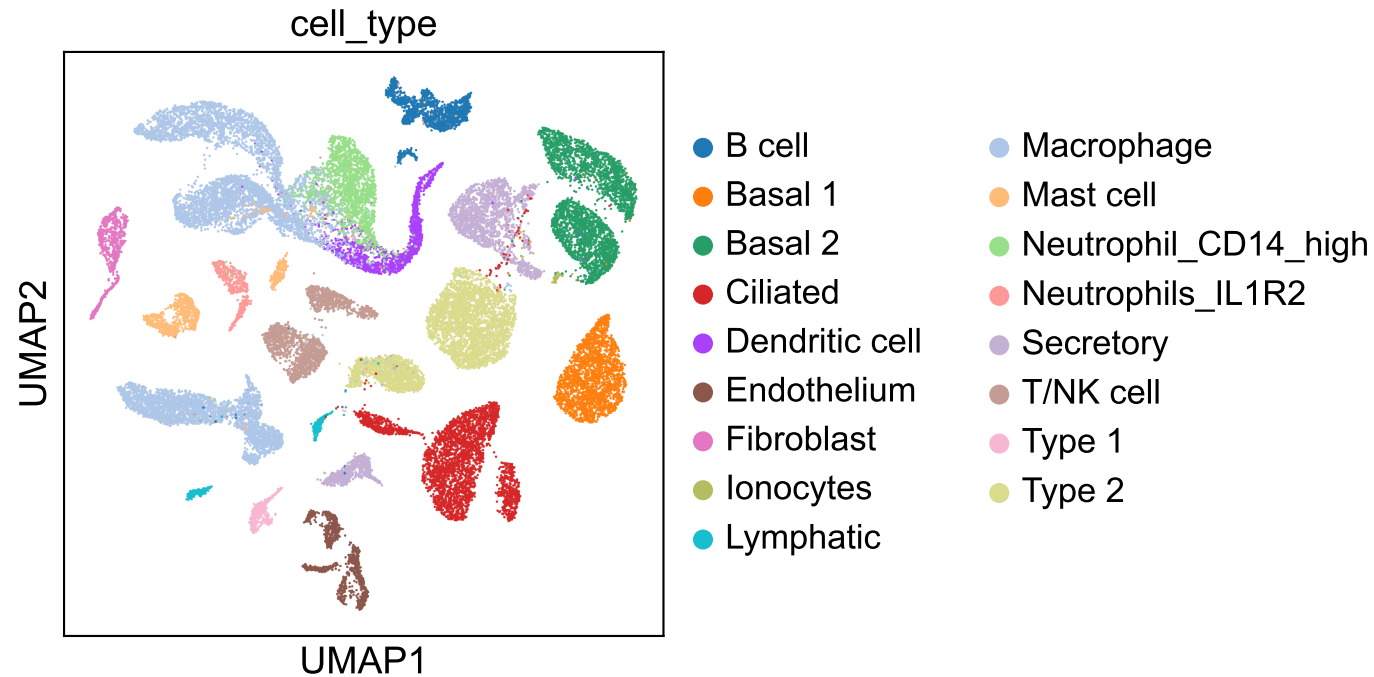 cell_type
UMAP2
UMAP1
B cell
Basal 1
Basal 2
Ciliated
Dendritic cell
Endothelium
Fibroblast
Ionocytes
Lymphatic
Macrophage
Mast cell
Neutrophil_CD14_high
Neutrophils_IL1R2
Secretory
T/NK cell
Type 1
Type 2